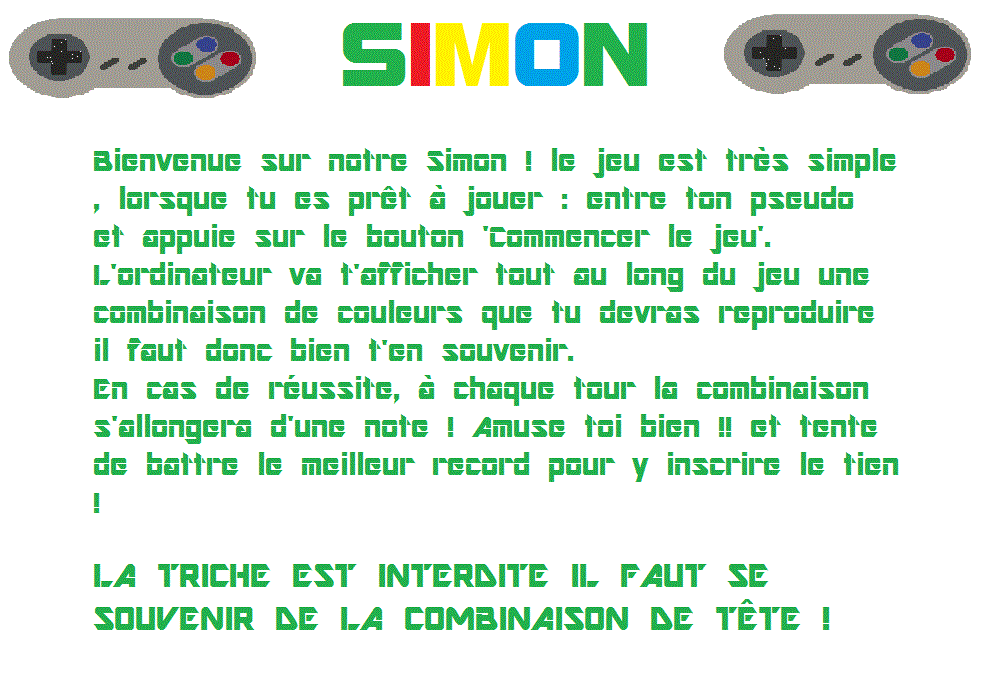 SIMON
Bienvenue sur notre Simon ! le jeu est très simple
, lorsque tu es prêt à jouer : entre ton pseudo
et appuie sur le bouton 'Commencer le jeu'.
L'ordinateur va t'afficher tout au long du jeu une
combinaison de couleurs que tu devras reproduire
il faut donc bien t'en souvenir.
En cas de réussite, à chaque tour la combinaison
s'allongera d'une note ! Amuse toi bien !! et tente
de battre le meilleur record pour y inscrire le tien
!
LA TRICHE EST INTERDITE IL FAUT SE
SOUVENIR DE LA COMBINAISON DE TÊTE !